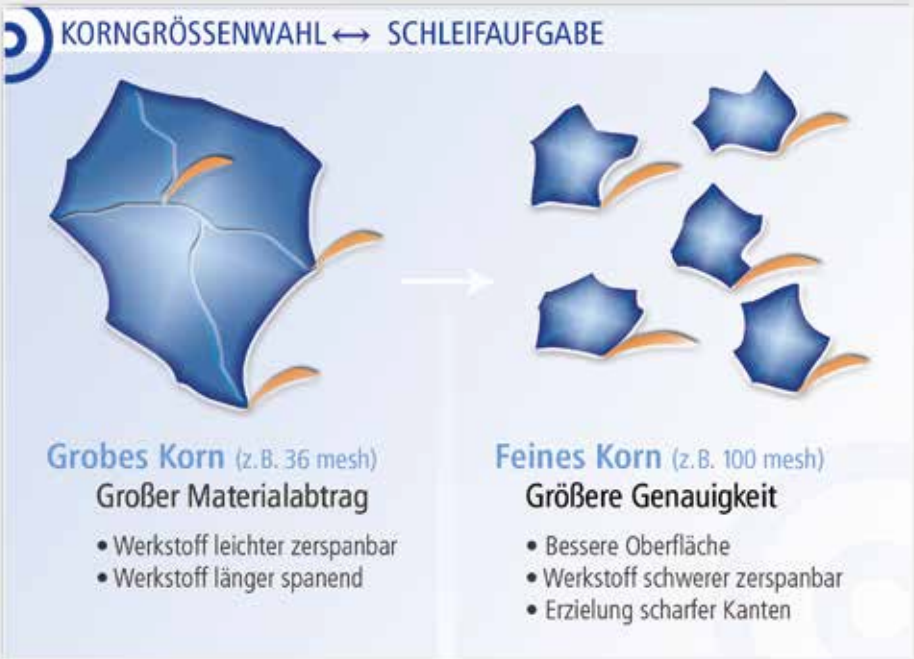 KORNGRÖSSENWAHL ↔ SCHLEIFAUFGABE
Grobes Korn (z.B. 36 mesh)
Großer Materialabtrag
• Werkstoff leichter zerspanbar
• Werkstoff länger spanend
Feines Korn (z.B. 100 mesh)
Größere Genauigkeit
• Bessere Oberfläche
• Werkstoff schwerer zerspanbar
• Erzielung scharfer Kanten